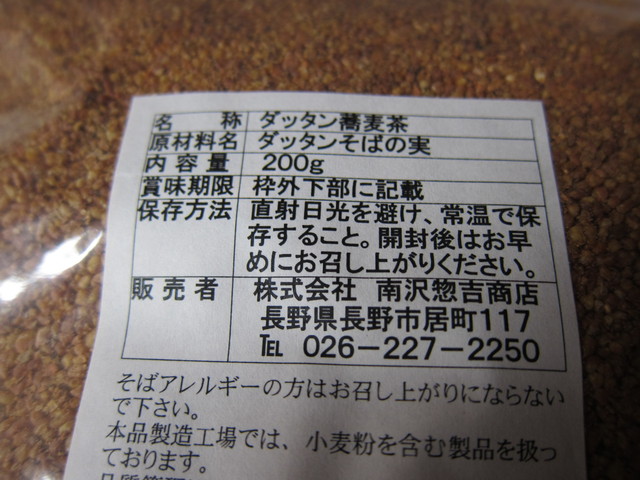 名　称 ダッタン蕎麦茶
原材料名 ダッタンそばの実
内容量 200g
賞味期限 枠外下部に記載
保存方法 直射日光を避け、常温で保
存すること。開封後はお早
めにお召し上がりください。
販売者 株式会社 南沢惣吉商店
長野県長野市居町117
℡ 026－227－2250
そばアレルギーの方はお召し上がりにならない
で下さい。
本品製造工場では、小麦粉を含む製品を扱っ
ております。